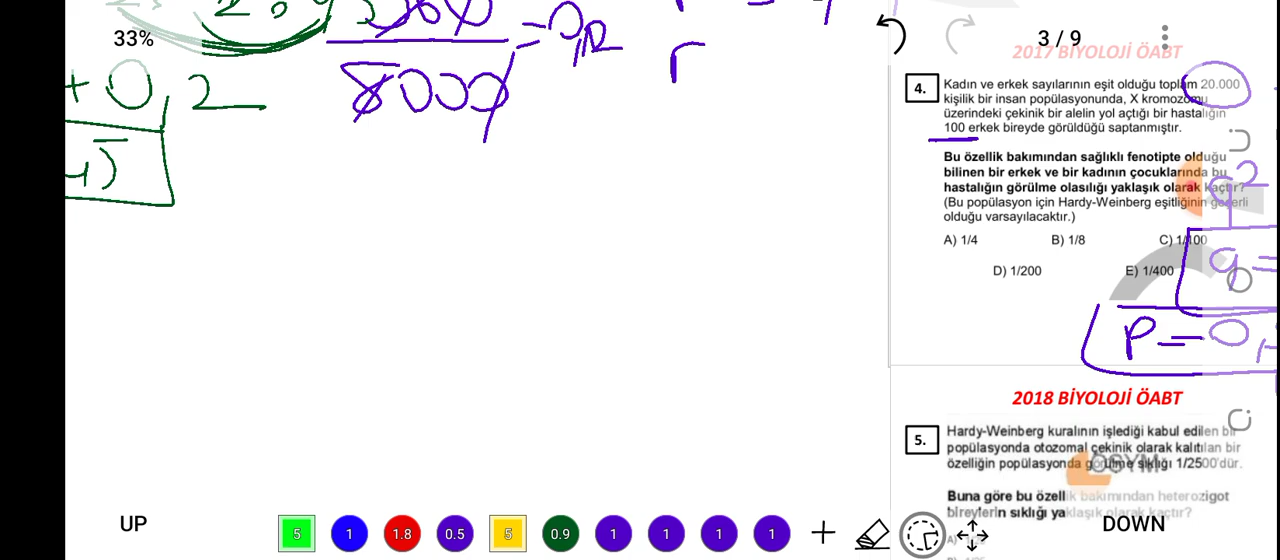 33%
= 0,12
8000
+ 0,2
3 / 9
2017 BİYOLOJİ ÖABT
4.
Kadın ve erkek sayılarının eşit olduğu toplam 20.000
kişilik bir insan popülasyonunda, X kromozomu
üzerindeki çekinik bir alelin yol açtığı bir hastalığın
100 erkek bireyde görüldüğü saptanmıştır.
Bu özellik bakımından sağlıklı fenotipte olduğu
bilinen bir erkek ve bir kadının çocuklarında bu
hastalığın görülme olasılığı yaklaşık olarak kaçtır?
(Bu popülasyon için Hardy-Weinberg eşitliğinin geçerli
olduğu varsayılacaktır.)
A) 1/4
B) 1/8
C) 1/100
D) 1/200
E) 1/400
q2
q=
P=0,
2018 BİYOLOJİ ÖABT
5.
Hardy-Weinberg kuralının işlediği kabul edilen bir
popülasyonda otozomal çekinik olarak kalıtılan bir
özelliğin popülasyonda görülme sıklığı 1/2500'dür.
ÖSYM
Buna göre bu özellik bakımından heterozigot
bireylerin sıklığı yaklaşık olarak kaçtır?
UP
5
1
1.8
0.5
5
0.9
1
1
1
1
DOWN